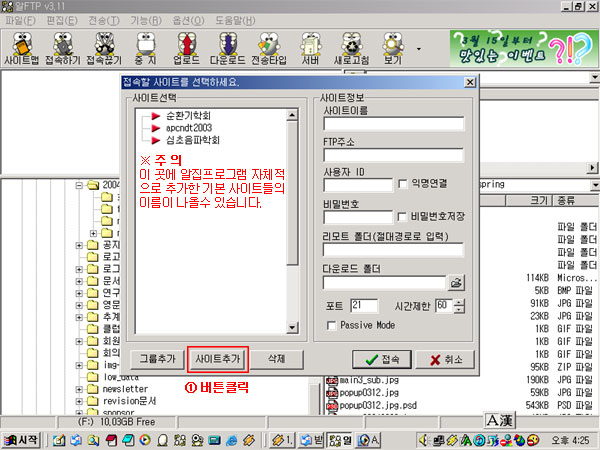 알FTP v3.11
파일(F) 편집(E) 전송(T) 기능(R) 옵션(O) 도움말(H)
사이트맵 접속하기 접속끊기 중 지 업로드 다운로드 전송타입 서버 새로고침 보기
3월 15일부터
맛있는 이벤트
접속할 사이트를 선택하세요.
사이트선택
순환기학회
apcndt2003
심초음파학회
※ 주 의
이 곳에 알집프로그램 자체적
으로 추가한 기본 사이트들의
이름이 나올수 있습니다.
사이트정보
사이트이름
FTP주소
사용자 ID
익명연결
비밀번호
비밀번호저장
리모트 폴더(절대경로로 입력)
다운로드 폴더
포트 21 시간제한 60
Passive Mode
그룹추가 사이트추가 삭제 접속 취소
① 버튼클릭
2004
공지
로고
로그
문서
연구
영문
추계
클럽
회원
회의
img-
low_data
newsletter
revision문서
sponsor
spring
크기 종류
파일 폴더
파일 폴더
파일 폴더
파일 폴더
114KB Micros...
5KB BMP 파일
91KB JPG 파일
23KB JPG 파일
1KB GIF 파일
1KB GIF 파일
1KB GIF 파일
95KB ZIP 파일
main3_sub.jpg 190KB JPG 파일
popup0312.jpg 43KB JPG 파일
popup0312.jpg.psd 543KB PSD 파일
(F:) 10.03GB Free
A 漢
시작
1.
받
알
A.
오후 4:25